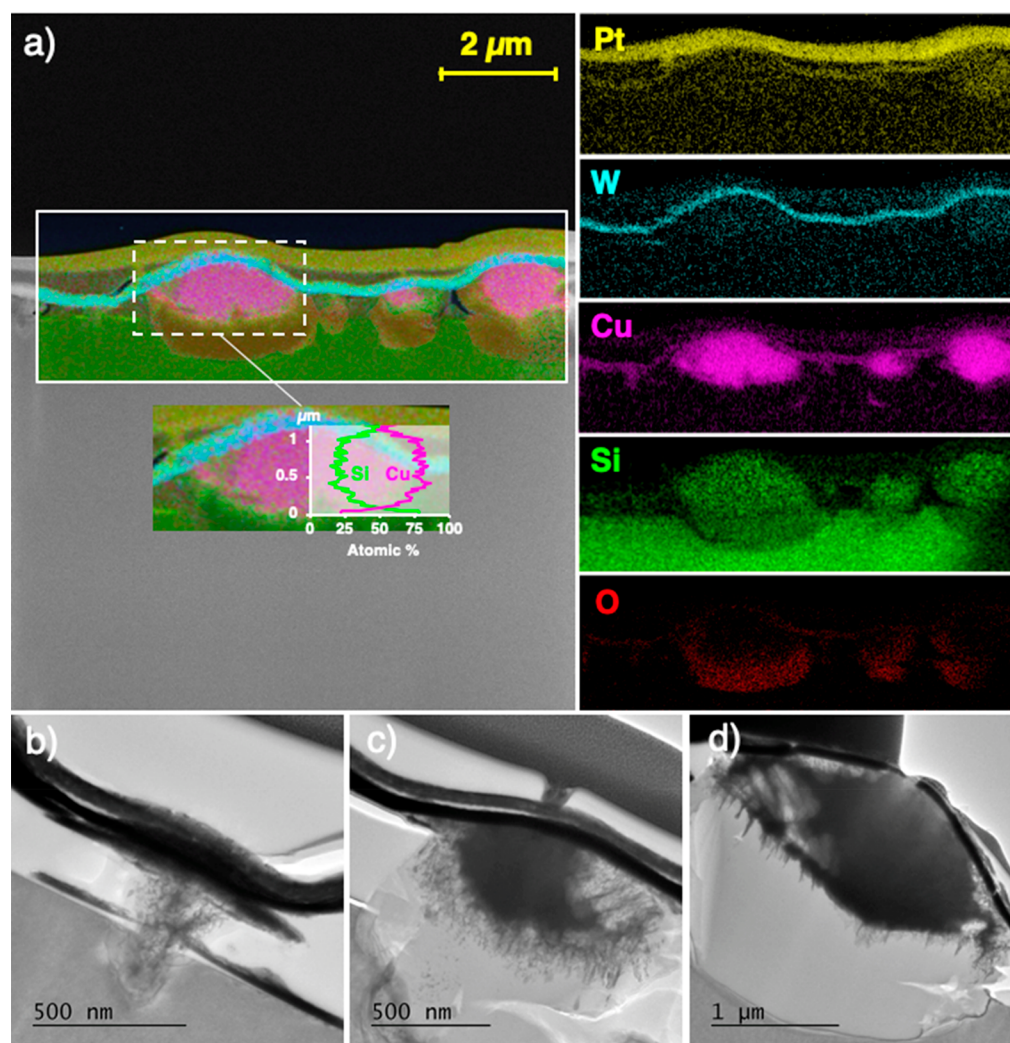 a)
2 µm
µm
1
0.5
0
Si
Cu
0 25 50 75 100
Atomic %
Pt
W
Cu
Si
O
b)
500 nm
c)
500 nm
d)
1 µm